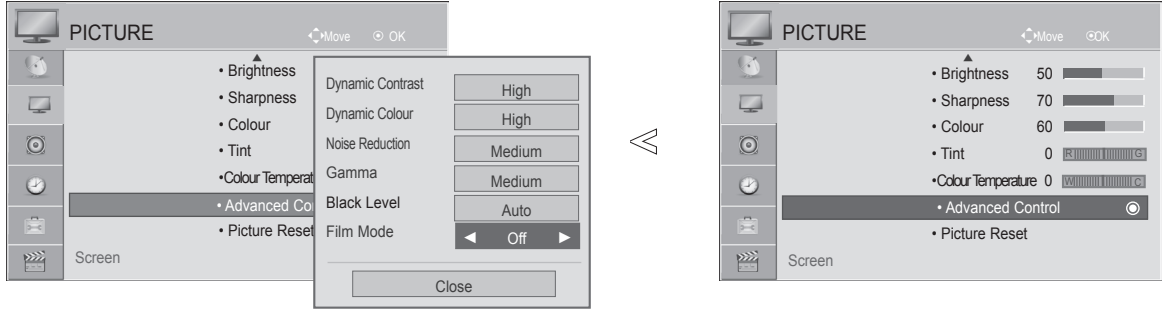 PICTURE
Move OK
• Brightness
• Sharpness
• Colour
• Tint
•Colour Temperat
• Advanced Co
• Picture Reset
Screen
Dynamic Contrast High
Dynamic Colour High
Noise Reduction Medium
Gamma Medium
Black Level Auto
Film Mode ◄ Off ►
Close
PICTURE
Move OK
• Brightness 50
• Sharpness 70
• Colour 60
• Tint 0 R G
•Colour Temperature 0 W C
• Advanced Control
• Picture Reset
Screen